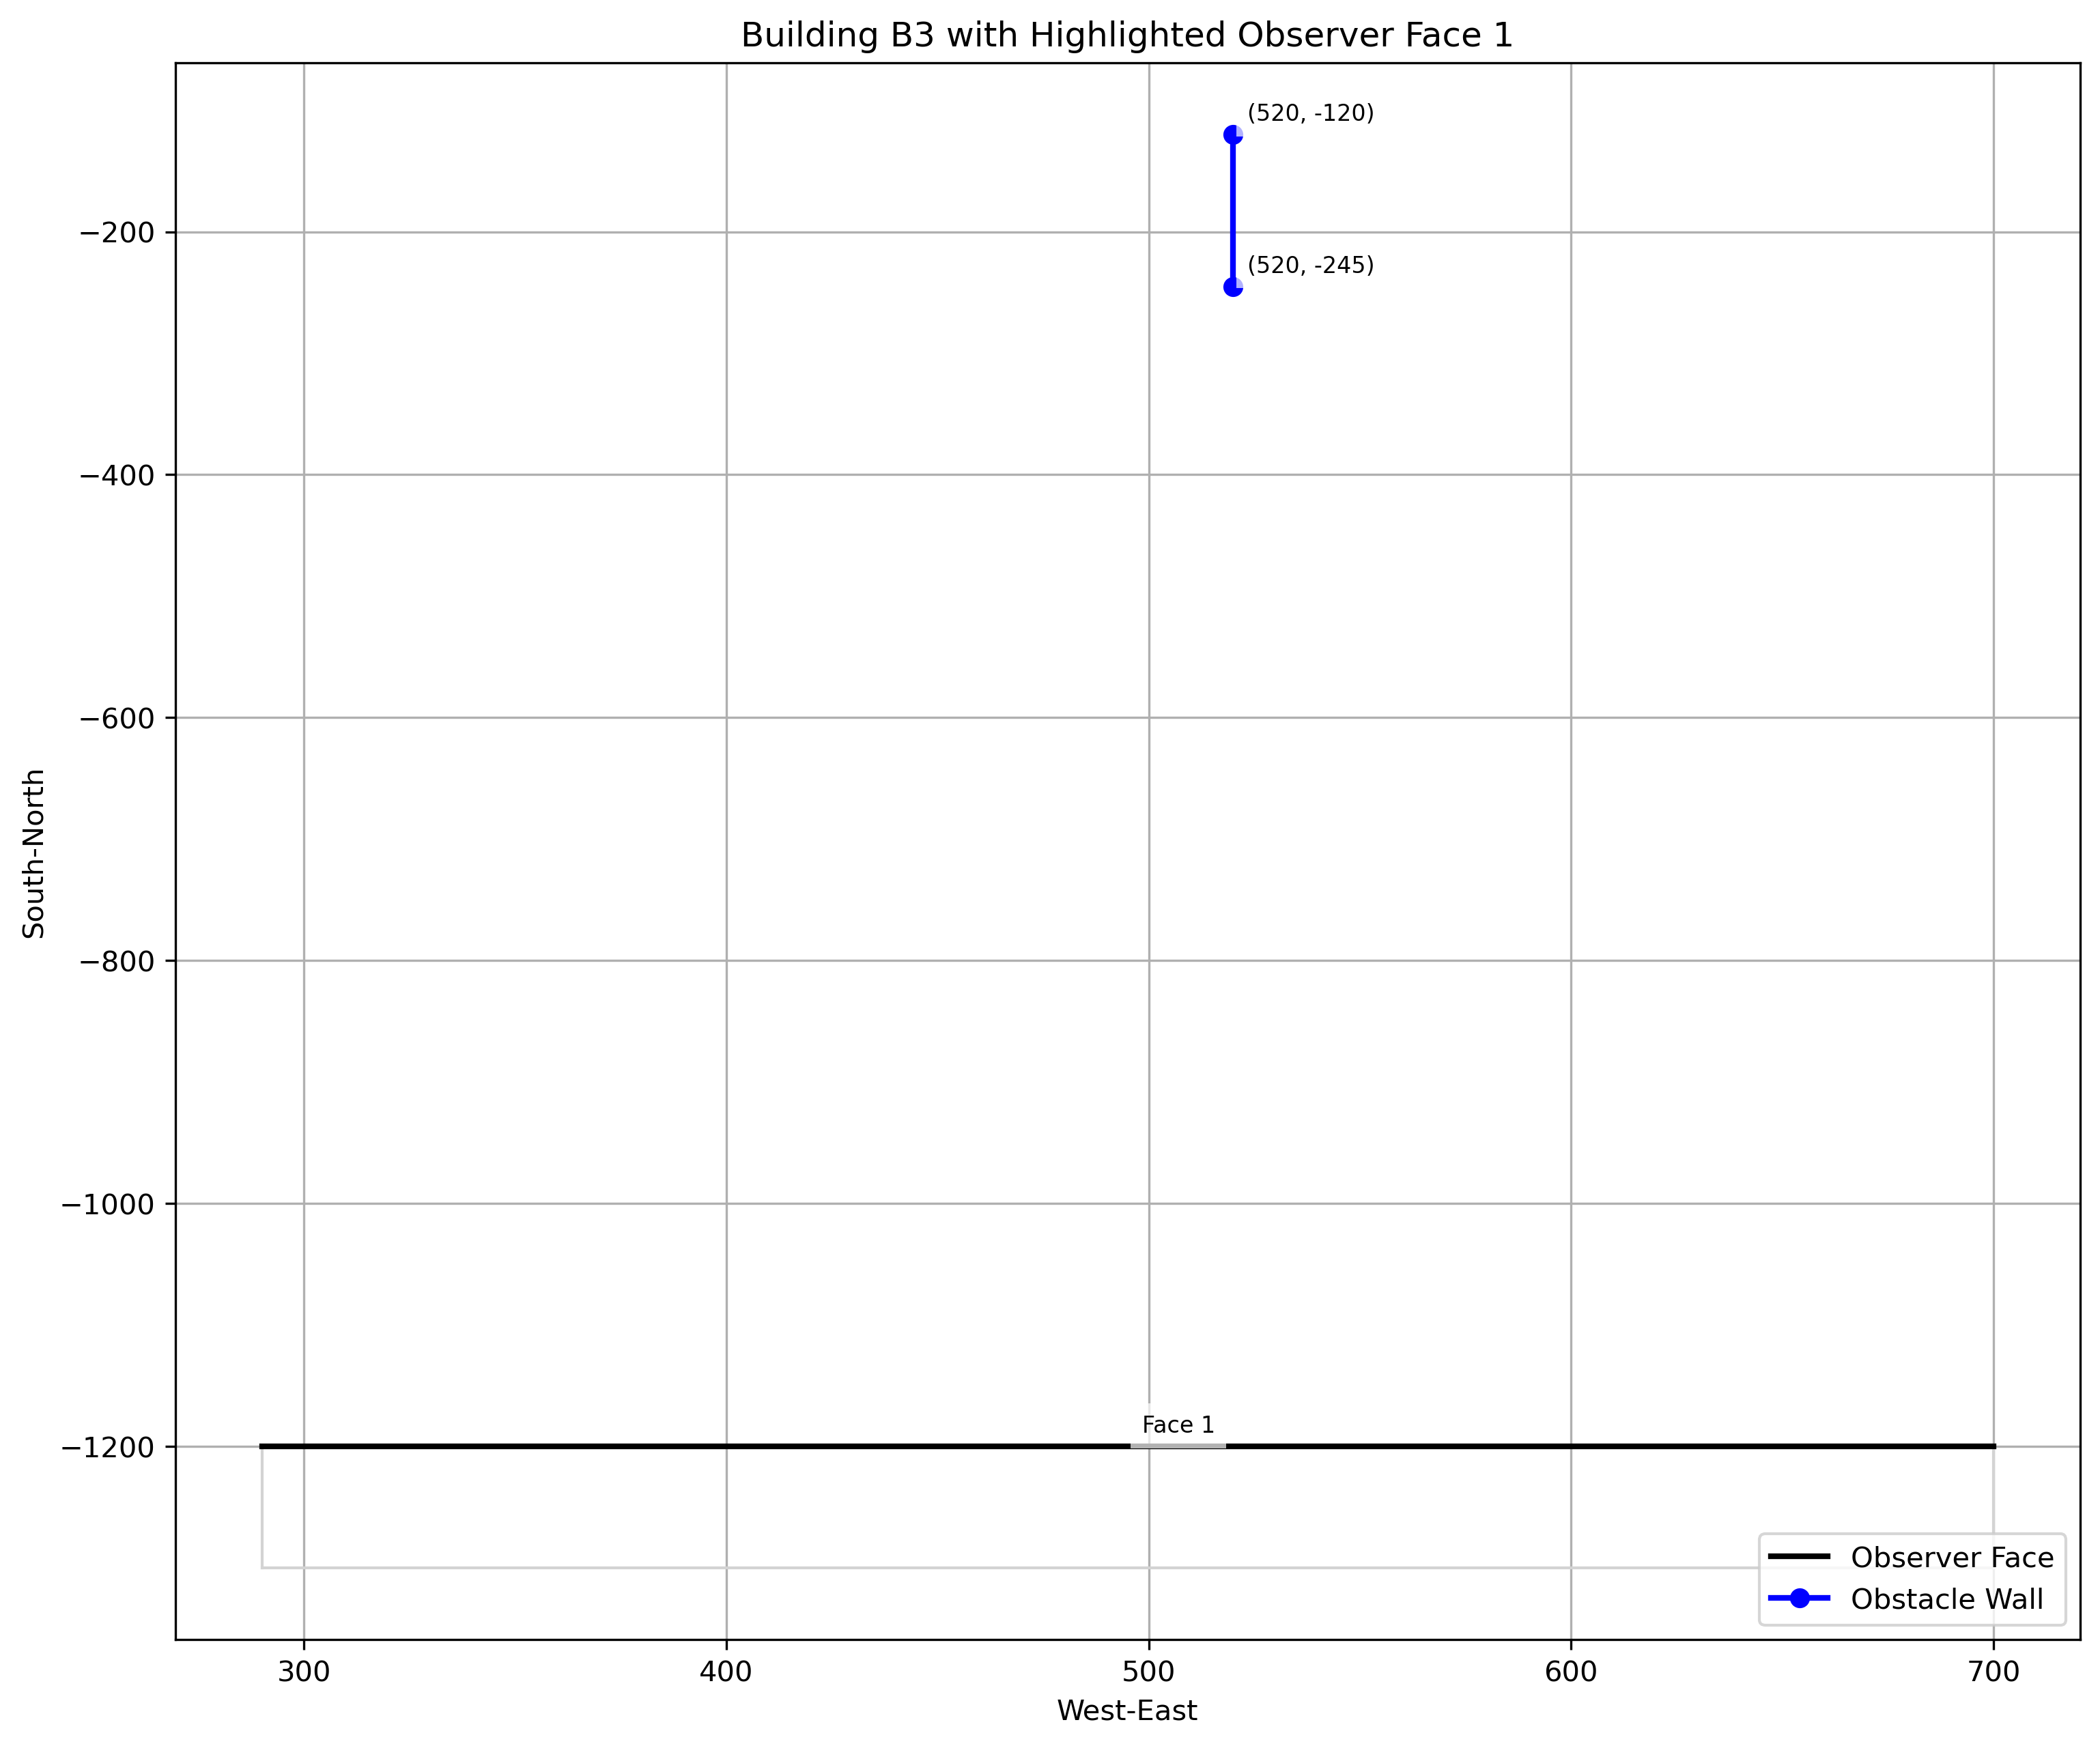 Building B3 with Highlighted Observer Face 1
(520, -120)
−200
(520, -245)
−400
−600
−800
−1000
Face 1
−1200
Observer Face
Obstacle Wall
300
400
500
600
700
West-East
South-North